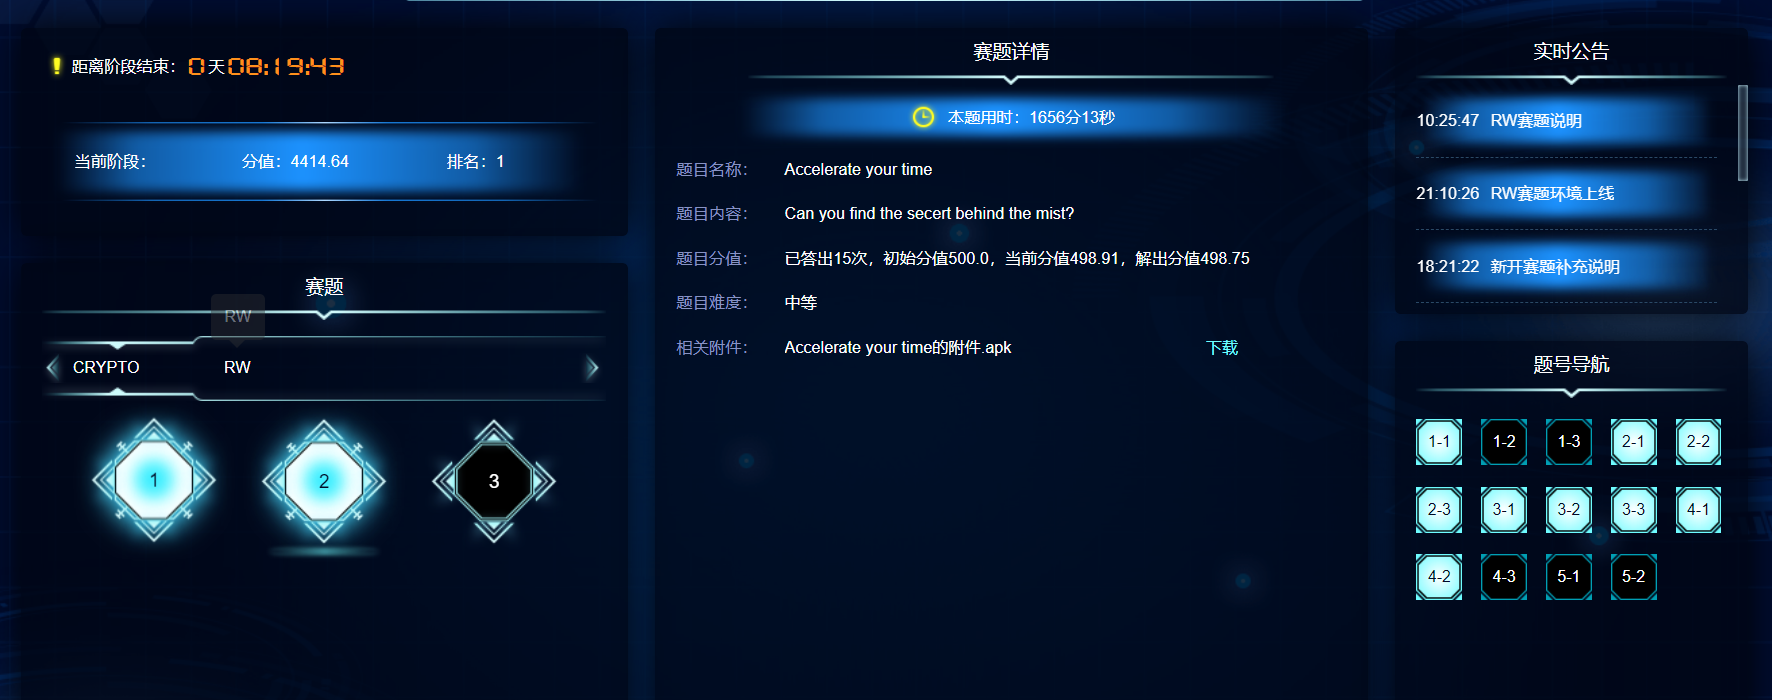 距离阶段结束：0天08:19:43
当前阶段： 分值：4414.64 排名：1
赛题
RW
CRYPTO RW
1 2 3
赛题详情
本题用时：1656分13秒
题目名称： Accelerate your time
题目内容： Can you find the secert behind the mist?
题目分值： 已答出15次，初始分值500.0，当前分值498.91，解出分值498.75
题目难度： 中等
相关附件： Accelerate your time的附件.apk 下载
实时公告
10:25:47 RW赛题说明
21:10:26 RW赛题环境上线
18:21:22 新开赛题补充说明
题号导航
1-1 1-2 1-3 2-1 2-2
2-3 3-1 3-2 3-3 4-1
4-2 4-3 5-1 5-2